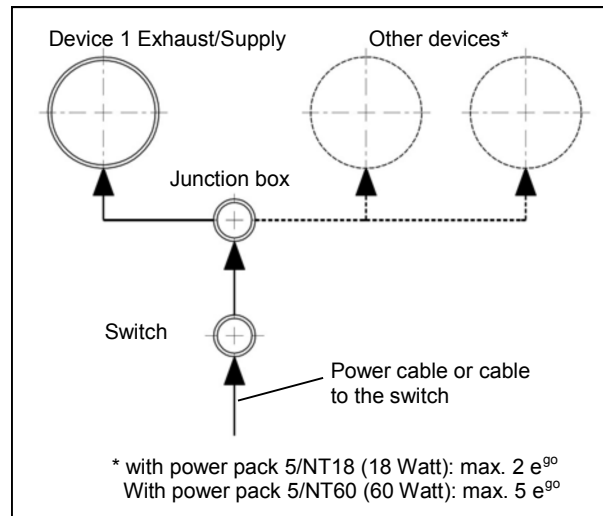 Device 1 Exhaust/Supply
Other devices*
Junction box
Switch
Power cable or cable
to the switch
* with power pack 5/NT18 (18 Watt): max. 2 e^go
With power pack 5/NT60 (60 Watt): max. 5 e^go